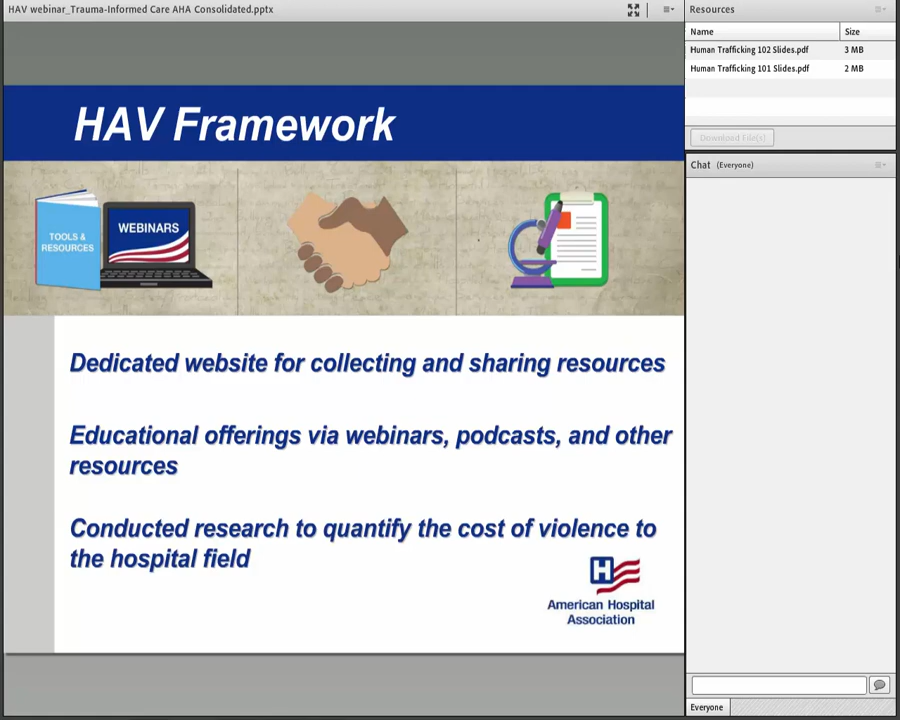 HAV webinar_Trauma-Informed Care AHA Consolidated.pptx
HAV Framework
TOOLS &
RESOURCES
WEBINARS
Dedicated website for collecting and sharing resources
Educational offerings via webinars, podcasts, and other
resources
Conducted research to quantify the cost of violence to
the hospital field
H
American Hospital
Association
Resources
Name Size
Human Trafficking 102 Slides.pdf 3 MB
Human Trafficking 101 Slides.pdf 2 MB
Download File(s)
Chat (Everyone)
Everyone